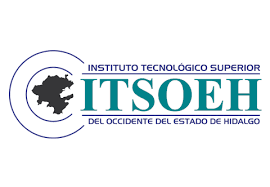 INSTITUTO TECNOLÓGICO SUPERIOR
ITSOEH
DEL OCCIDENTE DEL ESTADO DE HIDALGO